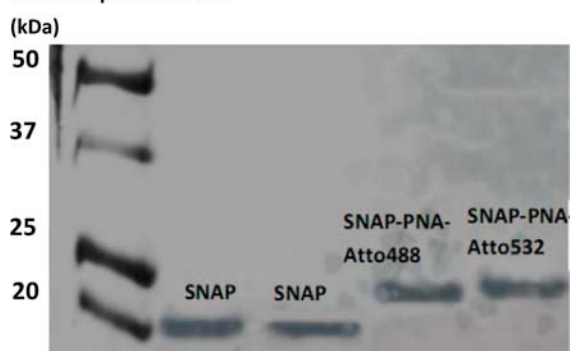 (kDa)
50
37
25
20
SNAP
SNAP
SNAP-PNA-
Atto488
SNAP-PNA-
Atto532